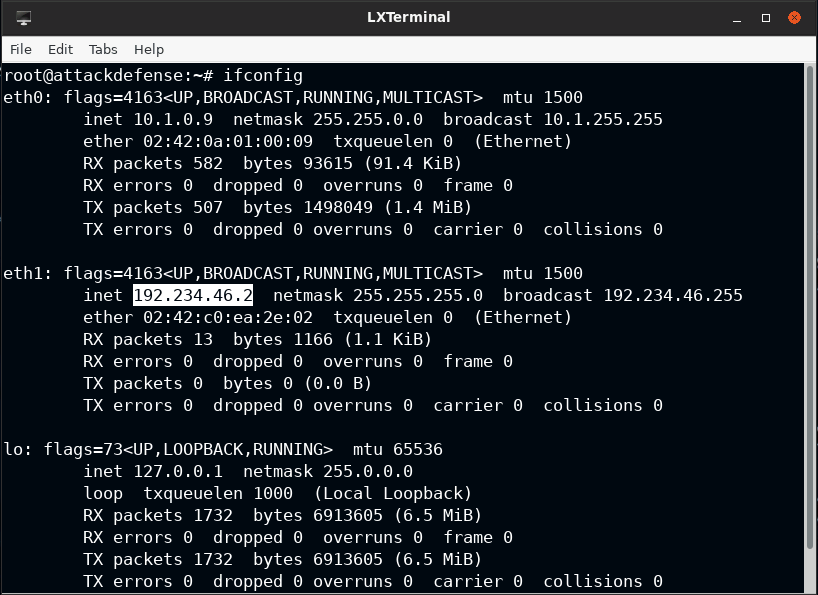 LXTerminal
File Edit Tabs Help
root@attackdefense:~# ifconfig
eth0: flags=4163<UP,BROADCAST,RUNNING,MULTICAST>  mtu 1500
        inet 10.1.0.9  netmask 255.255.0.0  broadcast 10.1.255.255
        ether 02:42:0a:01:00:09  txqueuelen 0  (Ethernet)
        RX packets 582  bytes 93615 (91.4 KiB)
        RX errors 0  dropped 0  overruns 0  frame 0
        TX packets 507  bytes 1498049 (1.4 MiB)
        TX errors 0  dropped 0 overruns 0  carrier 0  collisions 0

eth1: flags=4163<UP,BROADCAST,RUNNING,MULTICAST>  mtu 1500
        inet 192.234.46.2  netmask 255.255.255.0  broadcast 192.234.46.255
        ether 02:42:c0:ea:2e:02  txqueuelen 0  (Ethernet)
        RX packets 13  bytes 1166 (1.1 KiB)
        RX errors 0  dropped 0  overruns 0  frame 0
        TX packets 0  bytes 0 (0.0 B)
        TX errors 0  dropped 0 overruns 0  carrier 0  collisions 0

lo: flags=73<UP,LOOPBACK,RUNNING>  mtu 65536
        inet 127.0.0.1  netmask 255.0.0.0
        loop  txqueuelen 1000  (Local Loopback)
        RX packets 1732  bytes 6913605 (6.5 MiB)
        RX errors 0  dropped 0  overruns 0  frame 0
        TX packets 1732  bytes 6913605 (6.5 MiB)
        TX errors 0  dropped 0 overruns 0  carrier 0  collisions 0